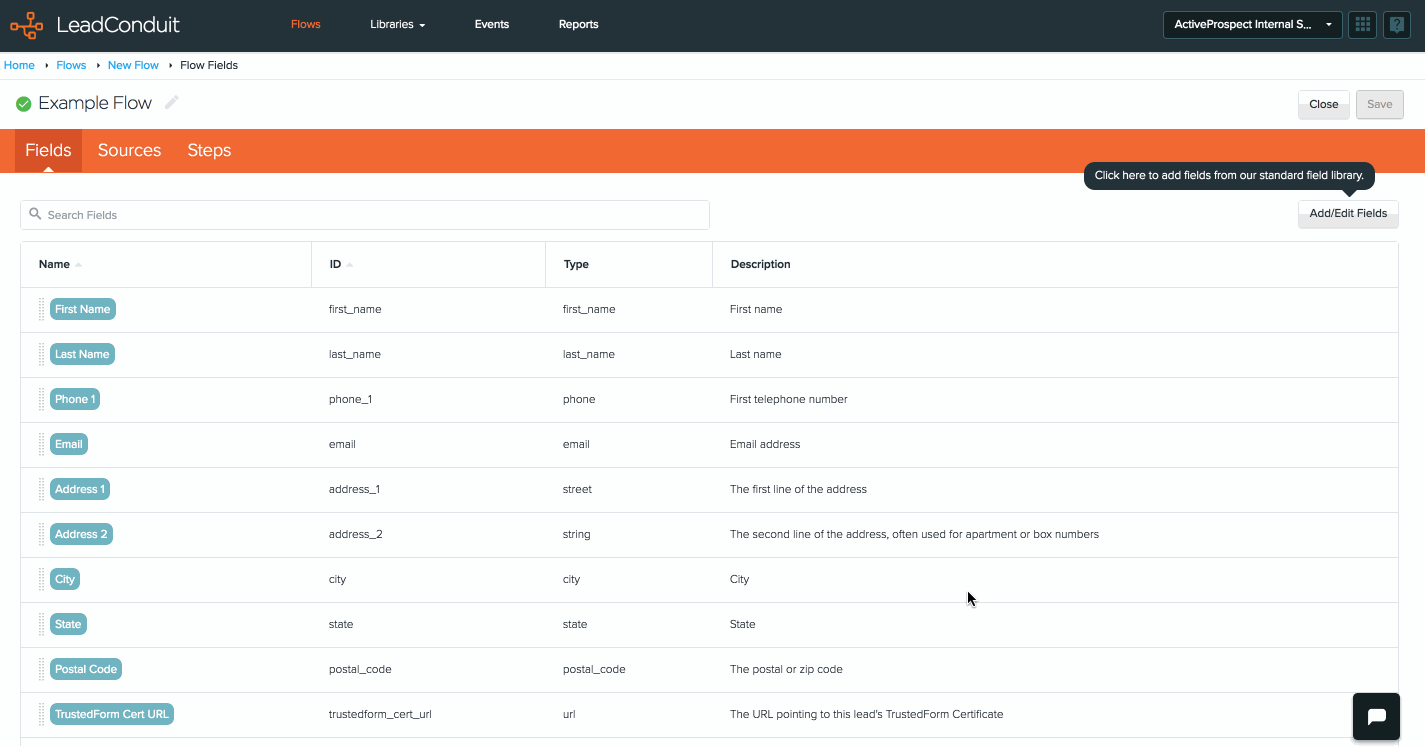 LeadConduit Flows Libraries Events Reports ActiveProspect Internal S...
Home Flows New Flow Flow Fields
Example Flow Close Save
Fields Sources Steps
Click here to add fields from our standard field library.
Search Fields Add/Edit Fields
Name ID Type Description
First Name first_name first_name First name
Last Name last_name last_name Last name
Phone 1 phone_1 phone First telephone number
Email email email Email address
Address 1 address_1 street The first line of the address
Address 2 address_2 string The second line of the address, often used for apartment or box numbers
City city city City
State state state State
Postal Code postal_code postal_code The postal or zip code
TrustedForm Cert URL trustedform_cert_url url The URL pointing to this lead's TrustedForm Certificate